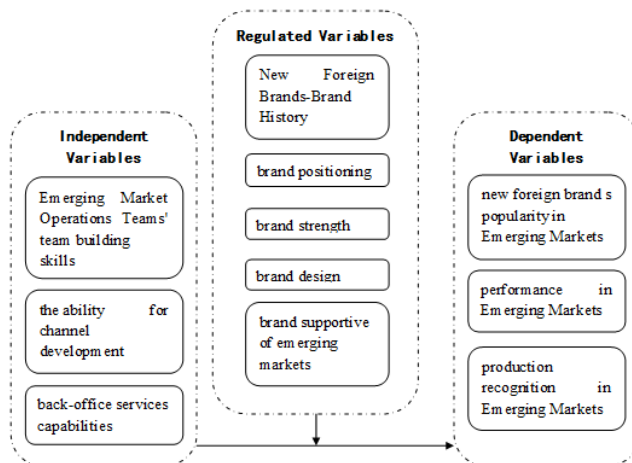 Regulated Variables
New Foreign
Brands-Brand
History
brand positioning
brand strength
brand design
brand supportive
of emerging
markets
Independent
Variables
Emerging Market
Operations Teams'
team building
skills
the ability for
channel
development
back-office services
capabilities
Dependent
Variables
new foreign brand s
popularity in
Emerging Markets
performance in
Emerging Markets
production
recognition in
Emerging Markets